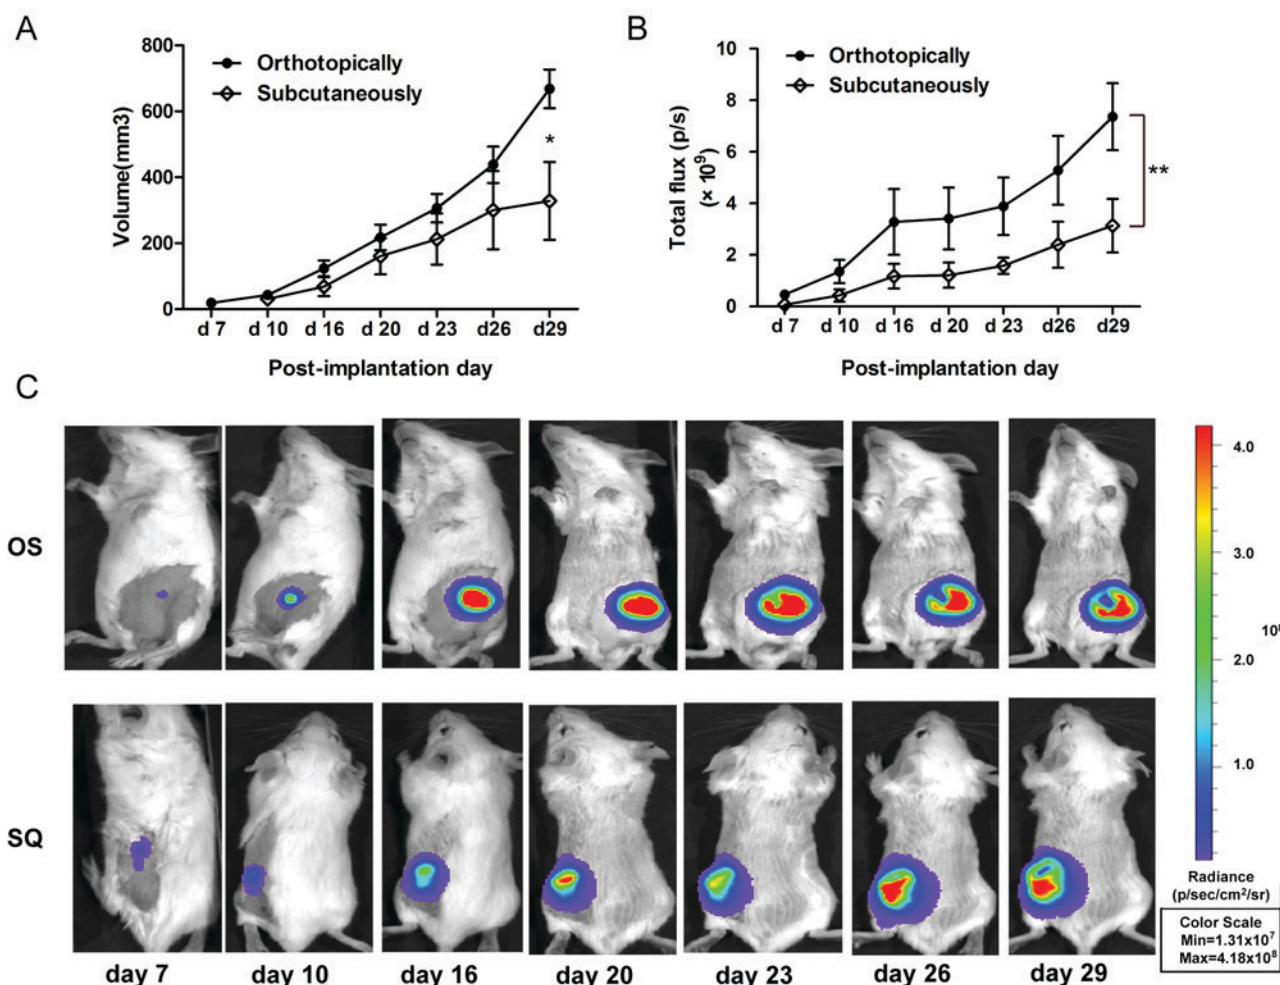 A
800
600
400
200
0
Volume(mm3)
Orthotopically
Subcutaneously
*
d 7 d 10 d 16 d 20 d 23 d26 d29
Post-implantation day
B
10
8
6
4
2
0
Total flux (p/s)
(× 10⁹)
Orthotopically
Subcutaneously
**
d 7 d 10 d 16 d 20 d 23 d26 d29
Post-implantation day
C
OS
SQ
day 7 day 10 day 16 day 20 day 23 day 26 day 29
4.0
3.0
2.0
1.0
Radiance
(p/sec/cm²/sr)
Color Scale
Min=1.31x10⁷
Max=4.18x10⁸